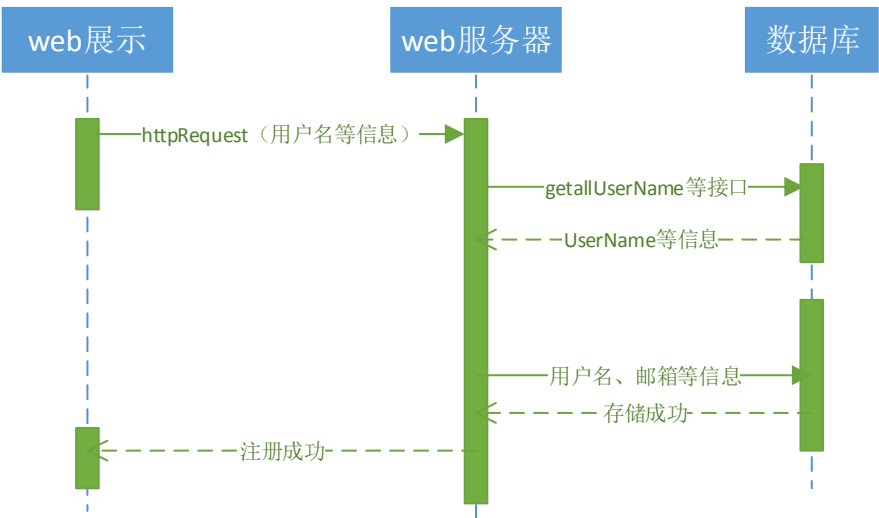 web展示
web服务器
数据库
httpRequest（用户名等信息）
getallUserName等接口
UserName等信息
用户名、邮箱等信息
存储成功
注册成功